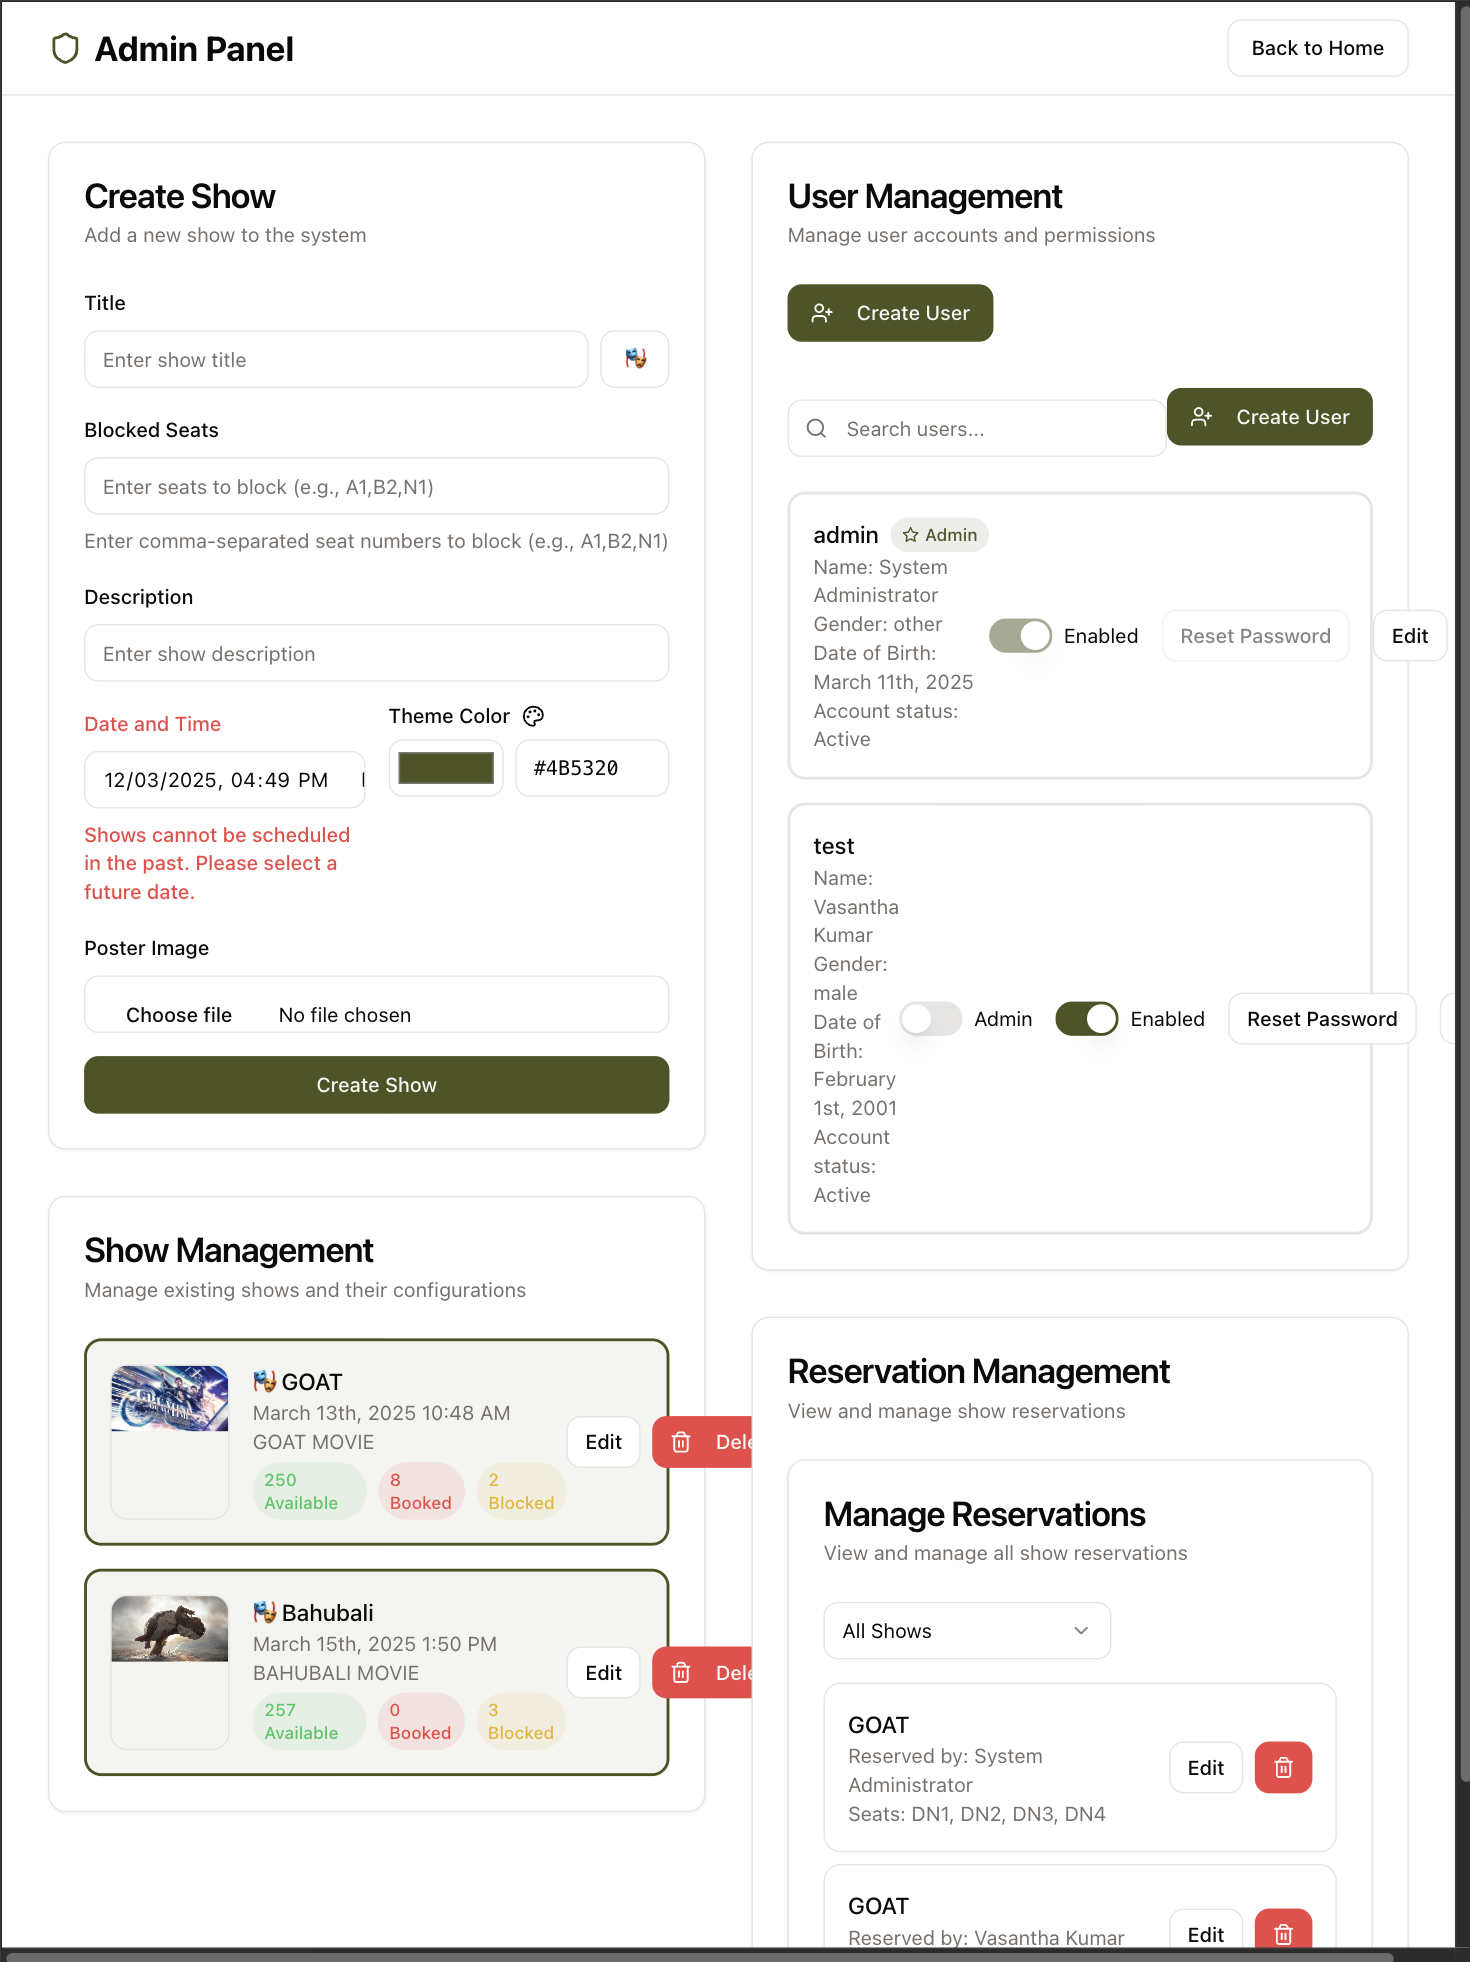 Admin Panel
Back to Home
Create Show
Add a new show to the system
Title
Enter show title
Blocked Seats
Enter seats to block (e.g., A1,B2,N1)
Enter comma-separated seat numbers to block (e.g., A1,B2,N1)
Description
Enter show description
Date and Time
12/03/2025, 04:49 PM
Theme Color
#4B5320
Shows cannot be scheduled
in the past. Please select a
future date.
Poster Image
Choose file No file chosen
Create Show
Show Management
Manage existing shows and their configurations
GOAT
March 13th, 2025 10:48 AM
GOAT MOVIE
250
Available
8
Booked
2
Blocked
Edit
Dele
Bahubali
March 15th, 2025 1:50 PM
BAHUBALI MOVIE
257
Available
0
Booked
3
Blocked
Edit
Dele
User Management
Manage user accounts and permissions
Create User
Search users...
Create User
admin
Admin
Name: System
Administrator
Gender: other
Date of Birth:
March 11th, 2025
Account status:
Active
Enabled
Reset Password
Edit
test
Name:
Vasantha
Kumar
Gender:
male
Date of
Birth:
February
1st, 2001
Account
status:
Active
Admin
Enabled
Reset Password
Reservation Management
View and manage show reservations
Manage Reservations
View and manage all show reservations
All Shows
GOAT
Reserved by: System
Administrator
Seats: DN1, DN2, DN3, DN4
Edit
GOAT
Reserved by: Vasantha Kumar
Edit